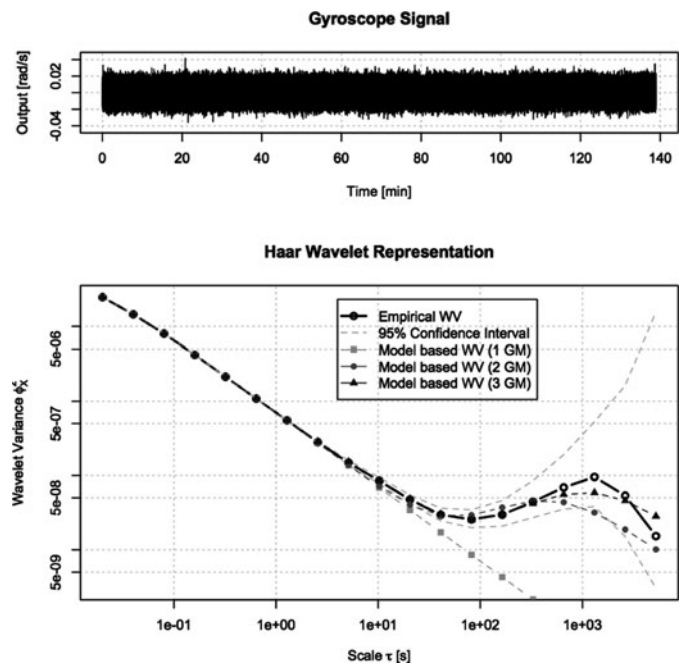 Gyroscope Signal
Output [rad/s]
0.02
-0.04
0 20 40 60 80 100 120 140
Time [min]
Haar Wavelet Representation
Wavelet Variance ϕ̂ₓ
5e-06
5e-07
5e-08
5e-09
Empirical WV
95% Confidence Interval
Model based WV (1 GM)
Model based WV (2 GM)
Model based WV (3 GM)
1e-01 1e+00 1e+01 1e+02 1e+03
Scale τ [s]